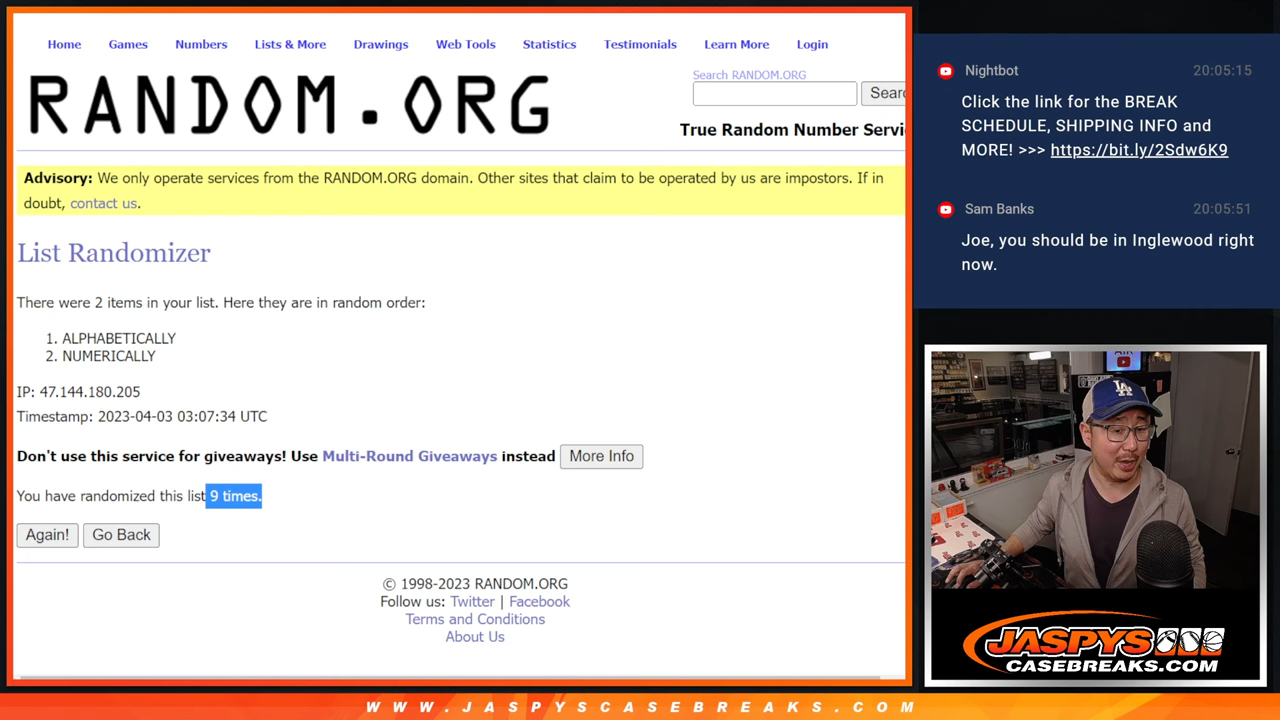 Home Games Numbers Lists & More Drawings Web Tools Statistics Testimonials Learn More Login
RANDOM.ORG
Search RANDOM.ORG
Searc
True Random Number Servi
Advisory: We only operate services from the RANDOM.ORG domain. Other sites that claim to be operated by us are impostors. If in
doubt, contact us.
List Randomizer
There were 2 items in your list. Here they are in random order:
1. ALPHABETICALLY
2. NUMERICALLY
IP: 47.144.180.205
Timestamp: 2023-04-03 03:07:34 UTC
Don't use this service for giveaways! Use Multi-Round Giveaways instead More Info
You have randomized this list 9 times.
Again! Go Back
© 1998-2023 RANDOM.ORG
Follow us: Twitter | Facebook
Terms and Conditions
About Us
Nightbot 20:05:15
Click the link for the BREAK
SCHEDULE, SHIPPING INFO and
MORE! >>> https://bit.ly/2Sdw6K9
Sam Banks 20:05:51
Joe, you should be in Inglewood right
now.
LA
JASPYS
CASEBREAKS.COM
WWW.JASPYSCASEBREAKS.COM